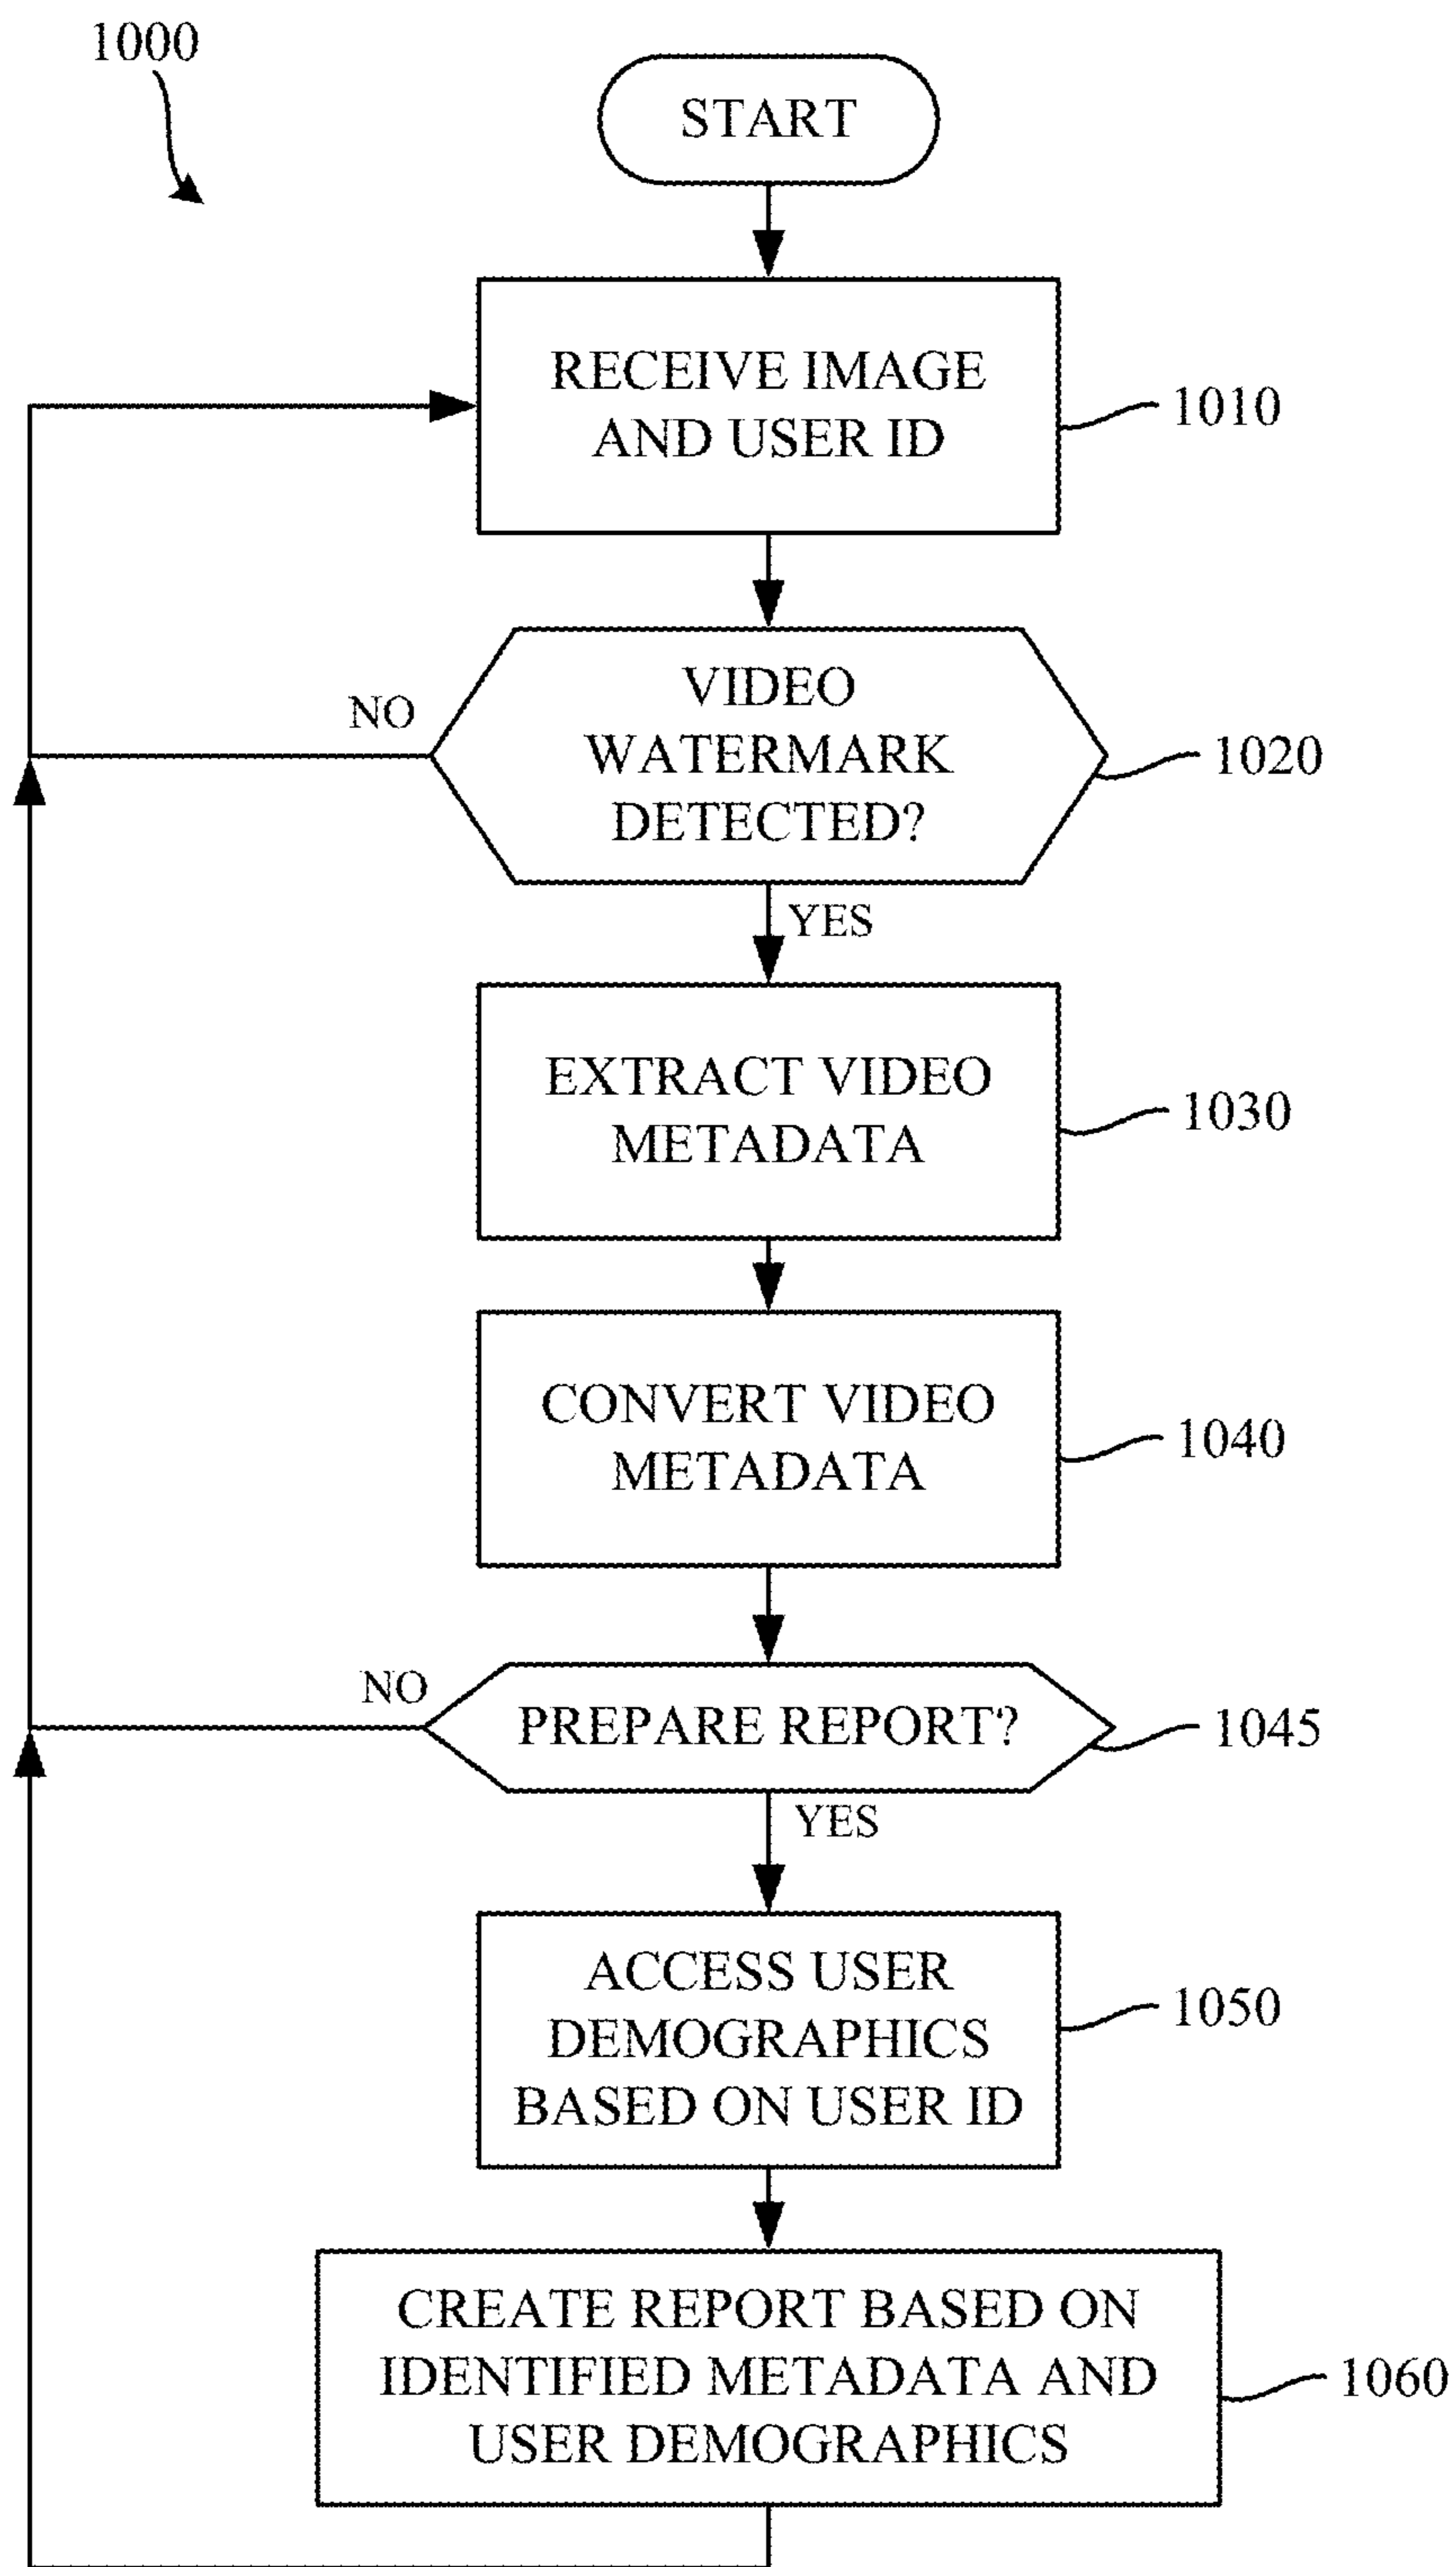 1000
START
RECEIVE IMAGE
AND USER ID
1010
VIDEO
WATERMARK
DETECTED?
1020
NO
YES
EXTRACT VIDEO
METADATA
1030
CONVERT VIDEO
METADATA
1040
PREPARE REPORT?
1045
NO
YES
ACCESS USER
DEMOGRAPHICS
BASED ON USER ID
1050
CREATE REPORT BASED ON
IDENTIFIED METADATA AND
USER DEMOGRAPHICS
1060